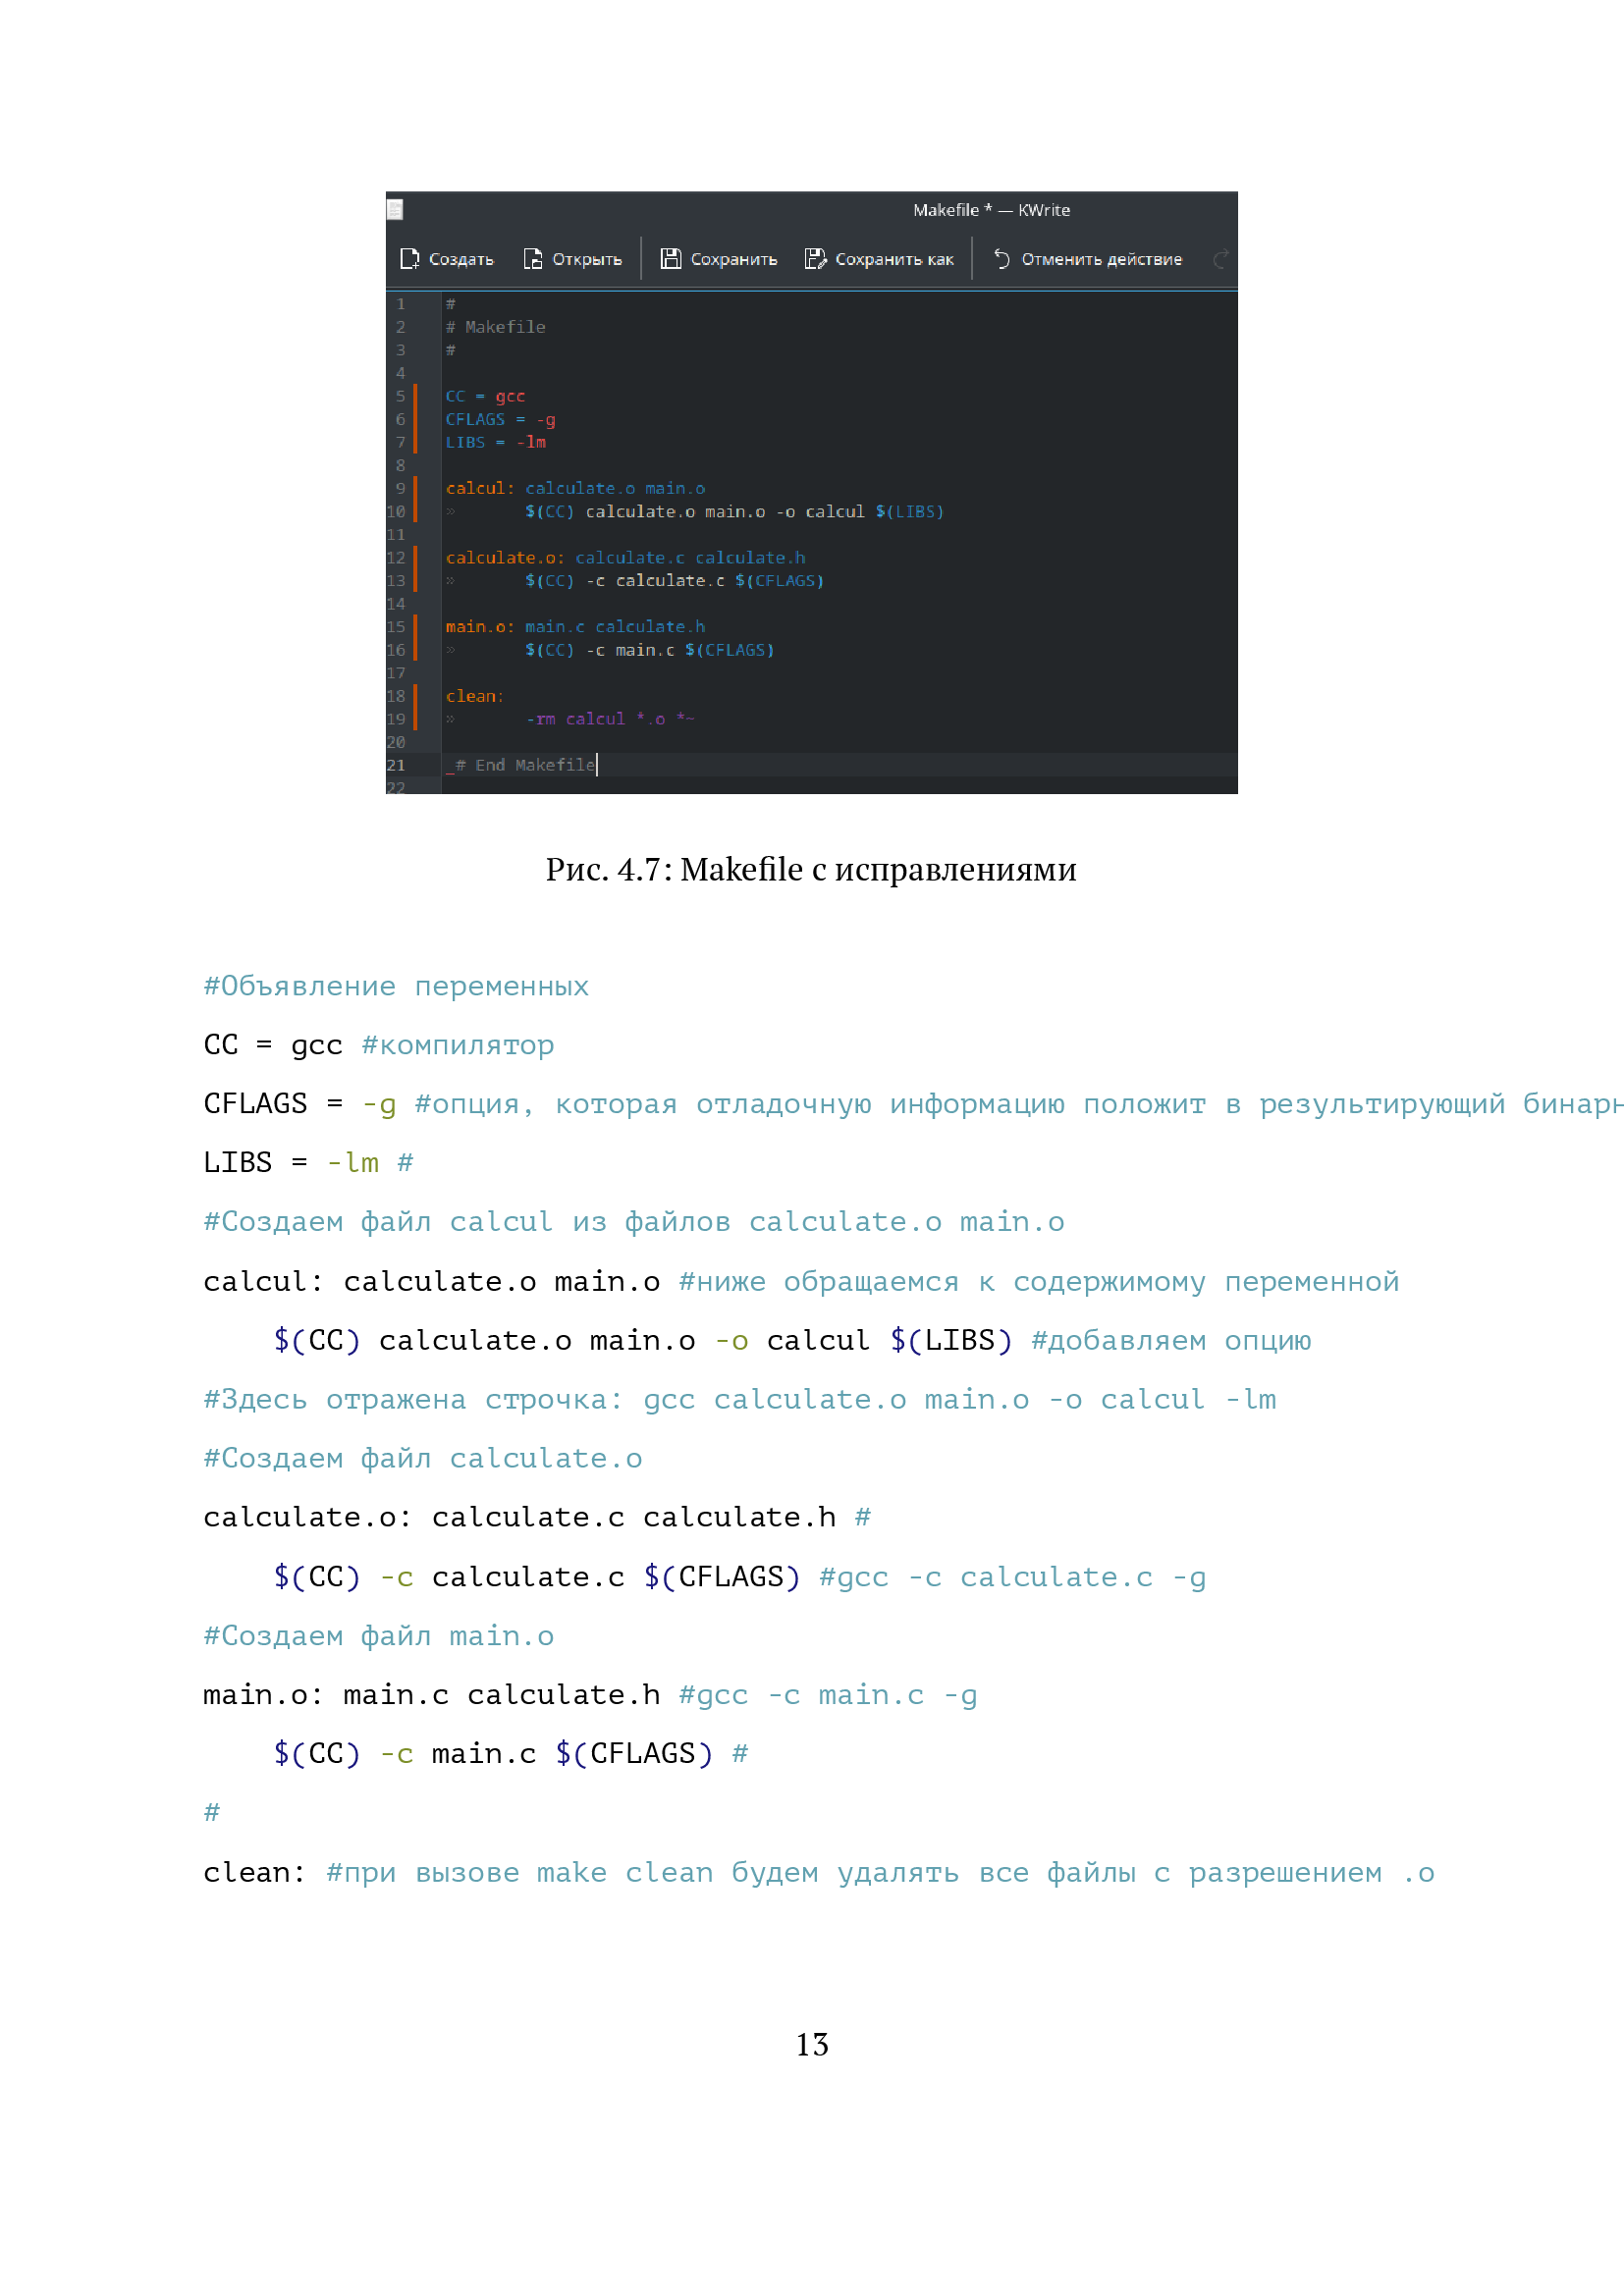 Makefile * — KWrite
Создать Открыть Сохранить Сохранить как Отменить действие
1 #
2 # Makefile
3 #
4
5 CC = gcc
6 CFLAGS = -g
7 LIBS = -lm
8
9 calcul: calculate.o main.o
10 » $(CC) calculate.o main.o -o calcul $(LIBS)
11
12 calculate.o: calculate.c calculate.h
13 » $(CC) -c calculate.c $(CFLAGS)
14
15 main.o: main.c calculate.h
16 » $(CC) -c main.c $(CFLAGS)
17
18 clean:
19 » -rm calcul *.o *~
20
21 _# End Makefile
22
Рис. 4.7: Makefile с исправлениями
#Объявление переменных
CC = gcc #компилятор
CFLAGS = -g #опция, которая отладочную информацию положит в результирующий бинарн
LIBS = -lm #
#Создаем файл calcul из файлов calculate.o main.o
calcul: calculate.o main.o #ниже обращаемся к содержимому переменной
$(CC) calculate.o main.o -o calcul $(LIBS) #добавляем опцию
#Здесь отражена строчка: gcc calculate.o main.o -o calcul -lm
#Создаем файл calculate.o
calculate.o: calculate.c calculate.h #
$(CC) -c calculate.c $(CFLAGS) #gcc -c calculate.c -g
#Создаем файл main.o
main.o: main.c calculate.h #gcc -c main.c -g
$(CC) -c main.c $(CFLAGS) #
#
clean: #при вызове make clean будем удалять все файлы с разрешением .o
13